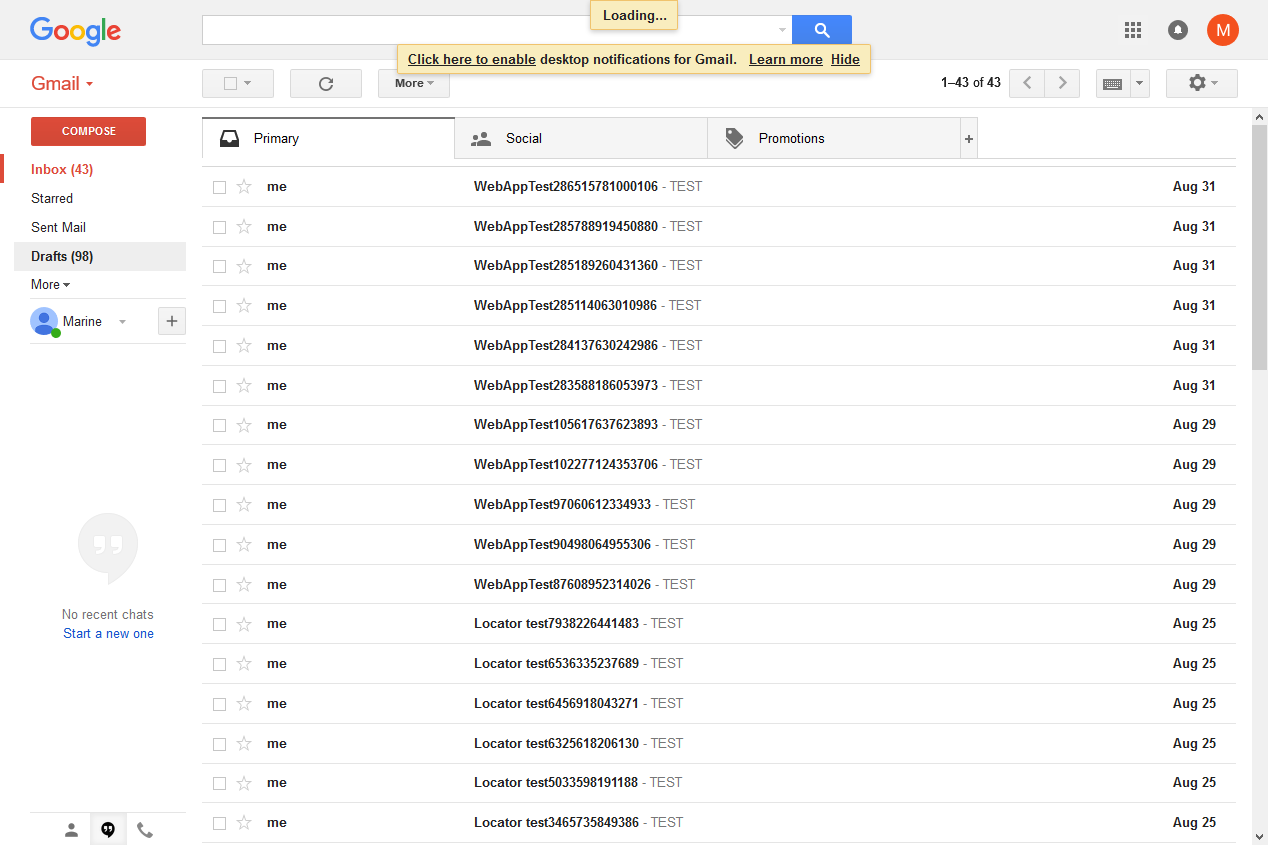 Loading...
Google
M
Click here to enable desktop notifications for Gmail. Learn more Hide
Gmail
More
1–43 of 43
COMPOSE
Inbox (43)
Starred
Sent Mail
Drafts (98)
More
Marine
No recent chats
Start a new one
Primary
Social
Promotions
+
me WebAppTest286515781000106 - TEST Aug 31
me WebAppTest285788919450880 - TEST Aug 31
me WebAppTest285189260431360 - TEST Aug 31
me WebAppTest285114063010986 - TEST Aug 31
me WebAppTest284137630242986 - TEST Aug 31
me WebAppTest283588186053973 - TEST Aug 31
me WebAppTest105617637623893 - TEST Aug 29
me WebAppTest102277124353706 - TEST Aug 29
me WebAppTest97060612334933 - TEST Aug 29
me WebAppTest90498064955306 - TEST Aug 29
me WebAppTest87608952314026 - TEST Aug 29
me Locator test7938226441483 - TEST Aug 25
me Locator test6536335237689 - TEST Aug 25
me Locator test6456918043271 - TEST Aug 25
me Locator test6325618206130 - TEST Aug 25
me Locator test5033598191188 - TEST Aug 25
me Locator test3465735849386 - TEST Aug 25